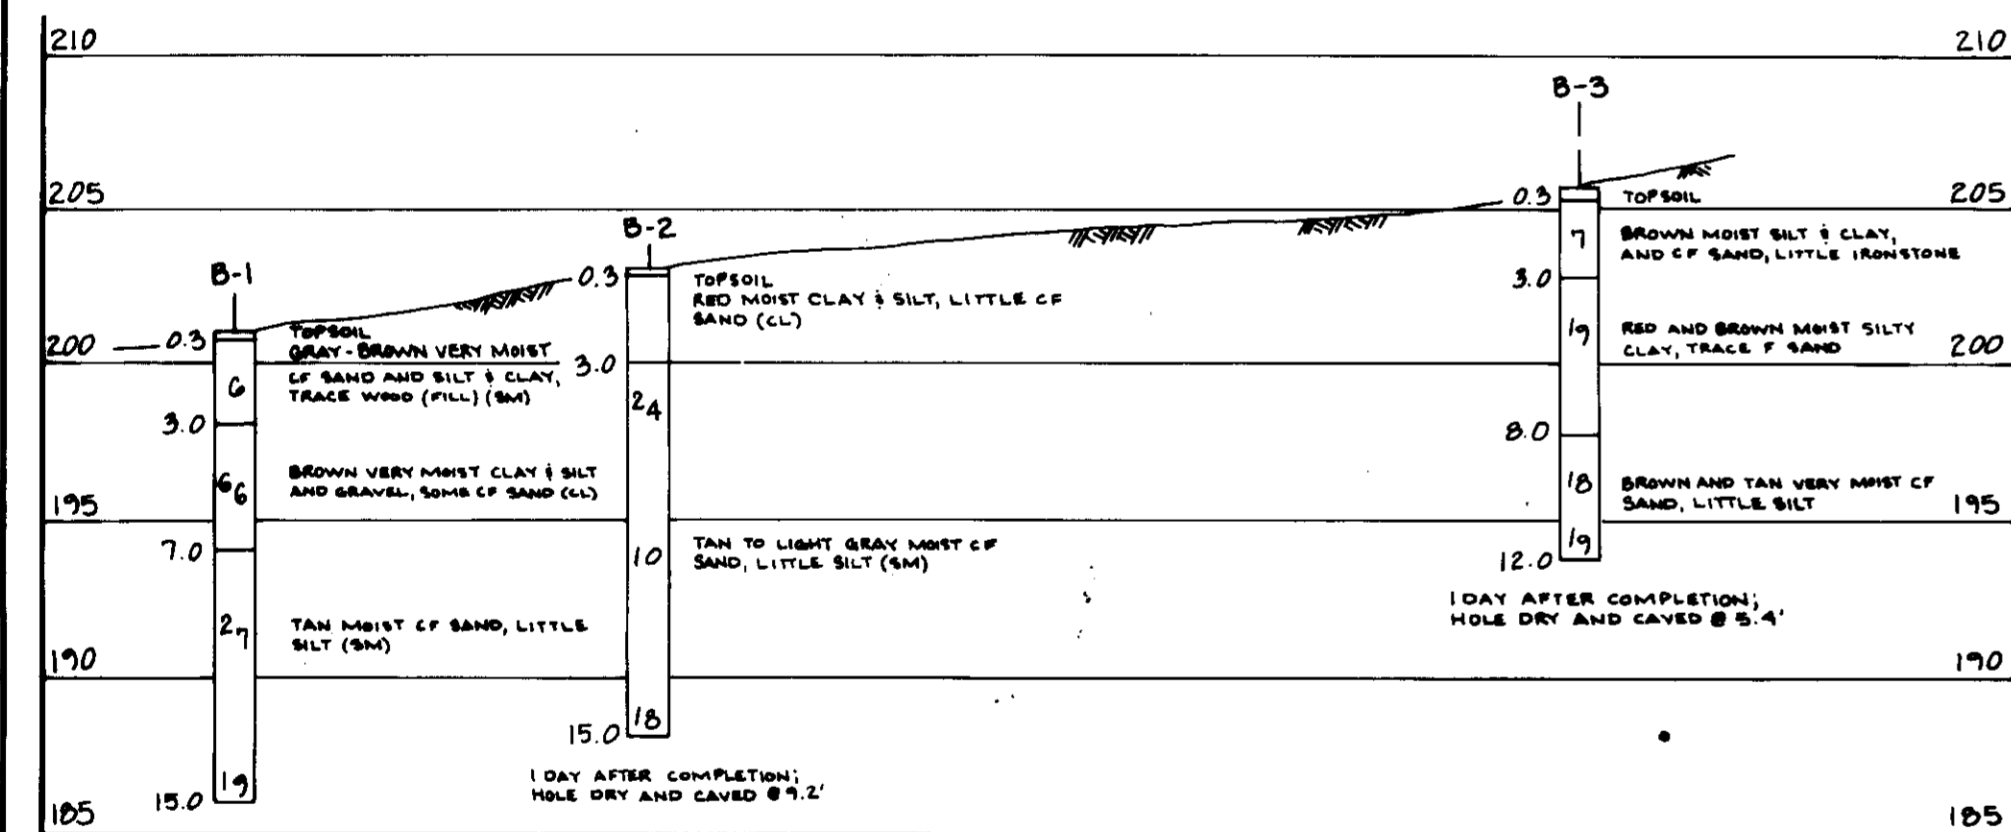 210
210
B-3
205
0.3
TOPSOIL
205
B-2
7
BROWN MOIST SILT & CLAY,
AND CF SAND, LITTLE IRONSTONE
B-1
0.3
TOPSOIL
RED MOIST CLAY & SILT, LITTLE CF
SAND (CL)
3.0
200
0.3
TOPSOIL
GRAY-BROWN VERY MOIST
CF SAND AND SILT & CLAY,
TRACE WOOD (FILL) (SM)
19
RED AND BROWN MOIST SILTY
CLAY, TRACE F SAND
200
6
3.0
24
3.0
8.0
66
BROWN VERY MOIST CLAY & SILT
AND GRAVEL, SOME CF SAND (CL)
18
BROWN AND TAN VERY MOIST CF
SAND, LITTLE SILT
195
195
7.0
10
TAN TO LIGHT GRAY MOIST CF
SAND, LITTLE SILT (SM)
19
12.0
1 DAY AFTER COMPLETION;
HOLE DRY AND CAVED @ 5.4'
27
TAN MOIST CF SAND, LITTLE
SILT (SM)
190
190
18
15.0
1 DAY AFTER COMPLETION;
HOLE DRY AND CAVED @ 9.2'
19
15.0
185
185